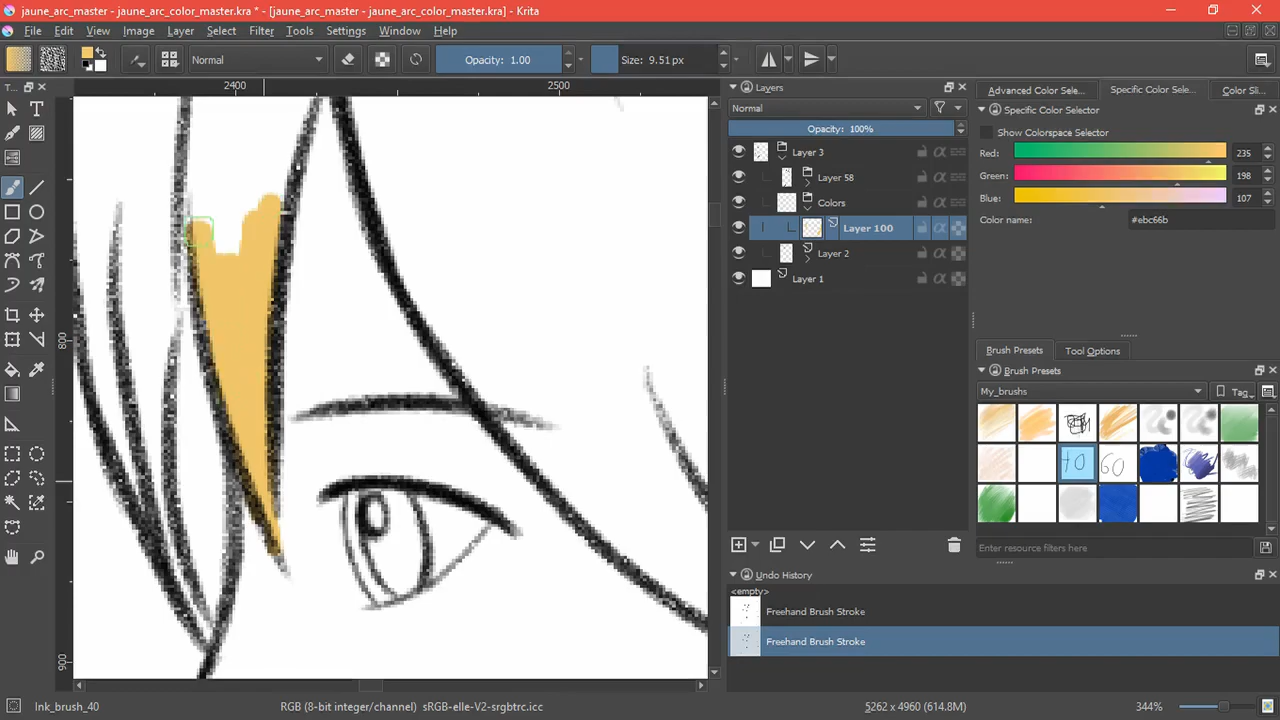 jaune_arc_master - jaune_arc_color_master.kra * - [jaune_arc_master - jaune_arc_color_master.kra] - Krita
File Edit View Image Layer Select Filter Tools Settings Window Help
Normal Opacity: 1.00 Size: 9.51 px
T...
2400 2500
800
900
Layers
Normal
Opacity: 100%
Layer 3
Layer 58
Colors
Layer 100
Layer 2
Layer 1
Undo History
<empty>
Freehand Brush Stroke
Freehand Brush Stroke
Advanced Color Sele... Specific Color Sele... Color Sli...
Specific Color Selector
Show Colorspace Selector
Red: 235
Green: 198
Blue: 107
Color name: #ebc66b
Brush Presets Tool Options
Brush Presets
My_brushes Tag
40 60
Enter resource filters here
Ink_brush_40 RGB (8-bit integer/channel) sRGB-elle-V2-srgbtrc.icc 5262 x 4960 (614.8M) 344%